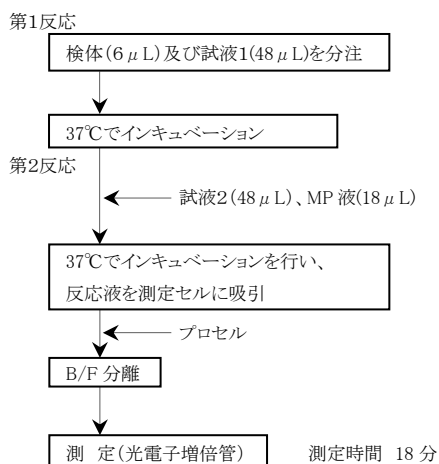 第1反応
検体(6μL)及び試液1(48μL)を分注
37℃でインキュベーション
第2反応
試液2(48μL)、MP液(18μL)
37℃でインキュベーションを行い、
反応液を測定セルに吸引
プロセル
B/F分離
測 定(光電子増倍管) 測定時間 18分